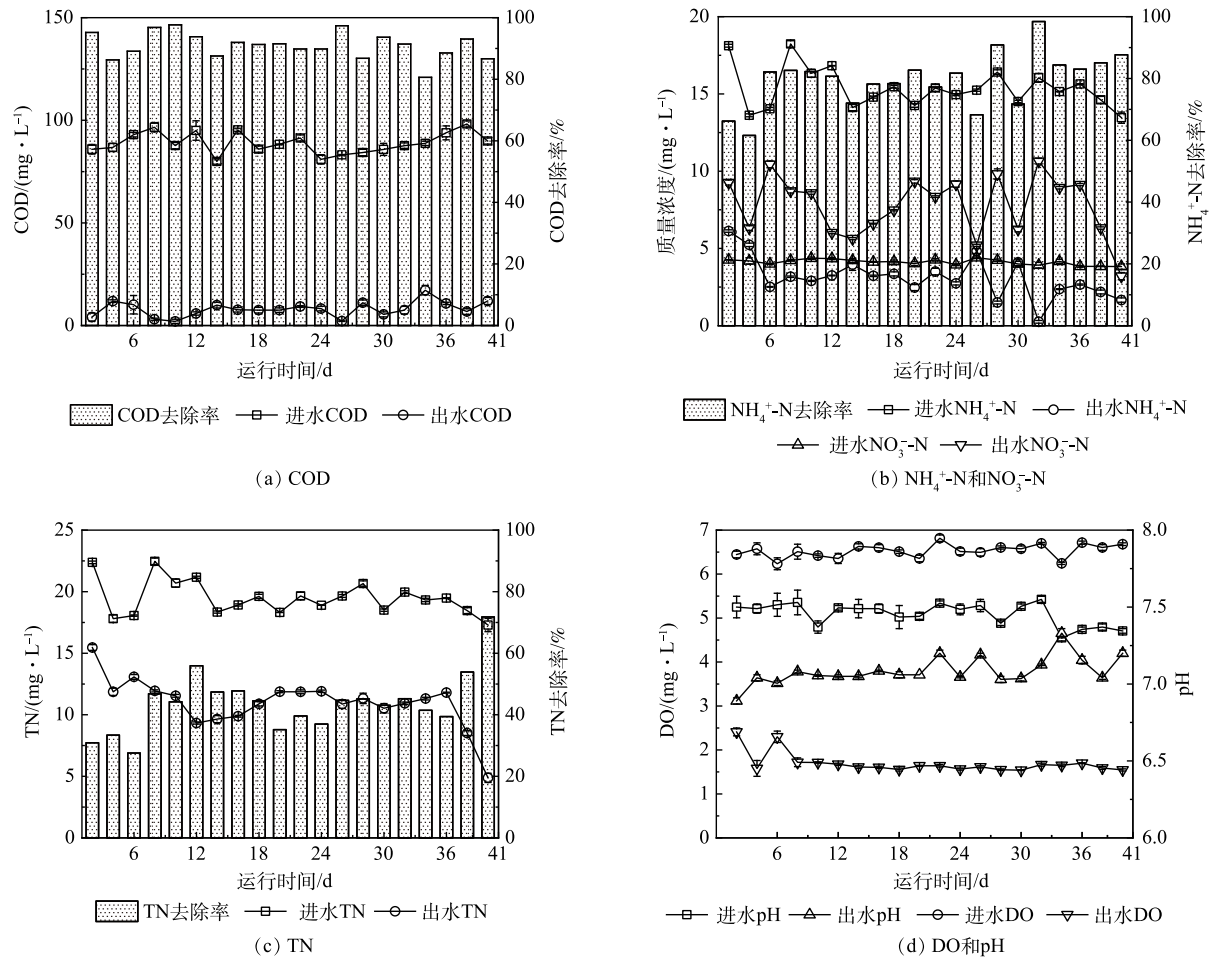 150
100
50
0
100
80
60
40
20
0
COD/(mg・L⁻¹)
COD去除率/%
6 12 18 24 30 36 41
运行时间/d
COD去除率 进水COD 出水COD
(a) COD
20
15
10
5
0
100
80
60
40
20
0
质量浓度/(mg・L⁻¹)
NH₄⁺-N去除率/%
6 12 18 24 30 36 41
运行时间/d
NH₄⁺-N去除率 进水NH₄⁺-N 出水NH₄⁺-N
进水NO₃⁻-N 出水NO₃⁻-N
(b) NH₄⁺-N和NO₃⁻-N
25
20
15
10
5
0
100
80
60
40
20
0
TN/(mg・L⁻¹)
TN去除率/%
6 12 18 24 30 36 41
运行时间/d
TN去除率 进水TN 出水TN
(c) TN
7
6
5
4
3
2
1
0
8.0
7.5
7.0
6.5
6.0
DO/(mg・L⁻¹)
pH
6 12 18 24 30 36 41
运行时间/d
进水pH 出水pH 进水DO 出水DO
(d) DO和pH